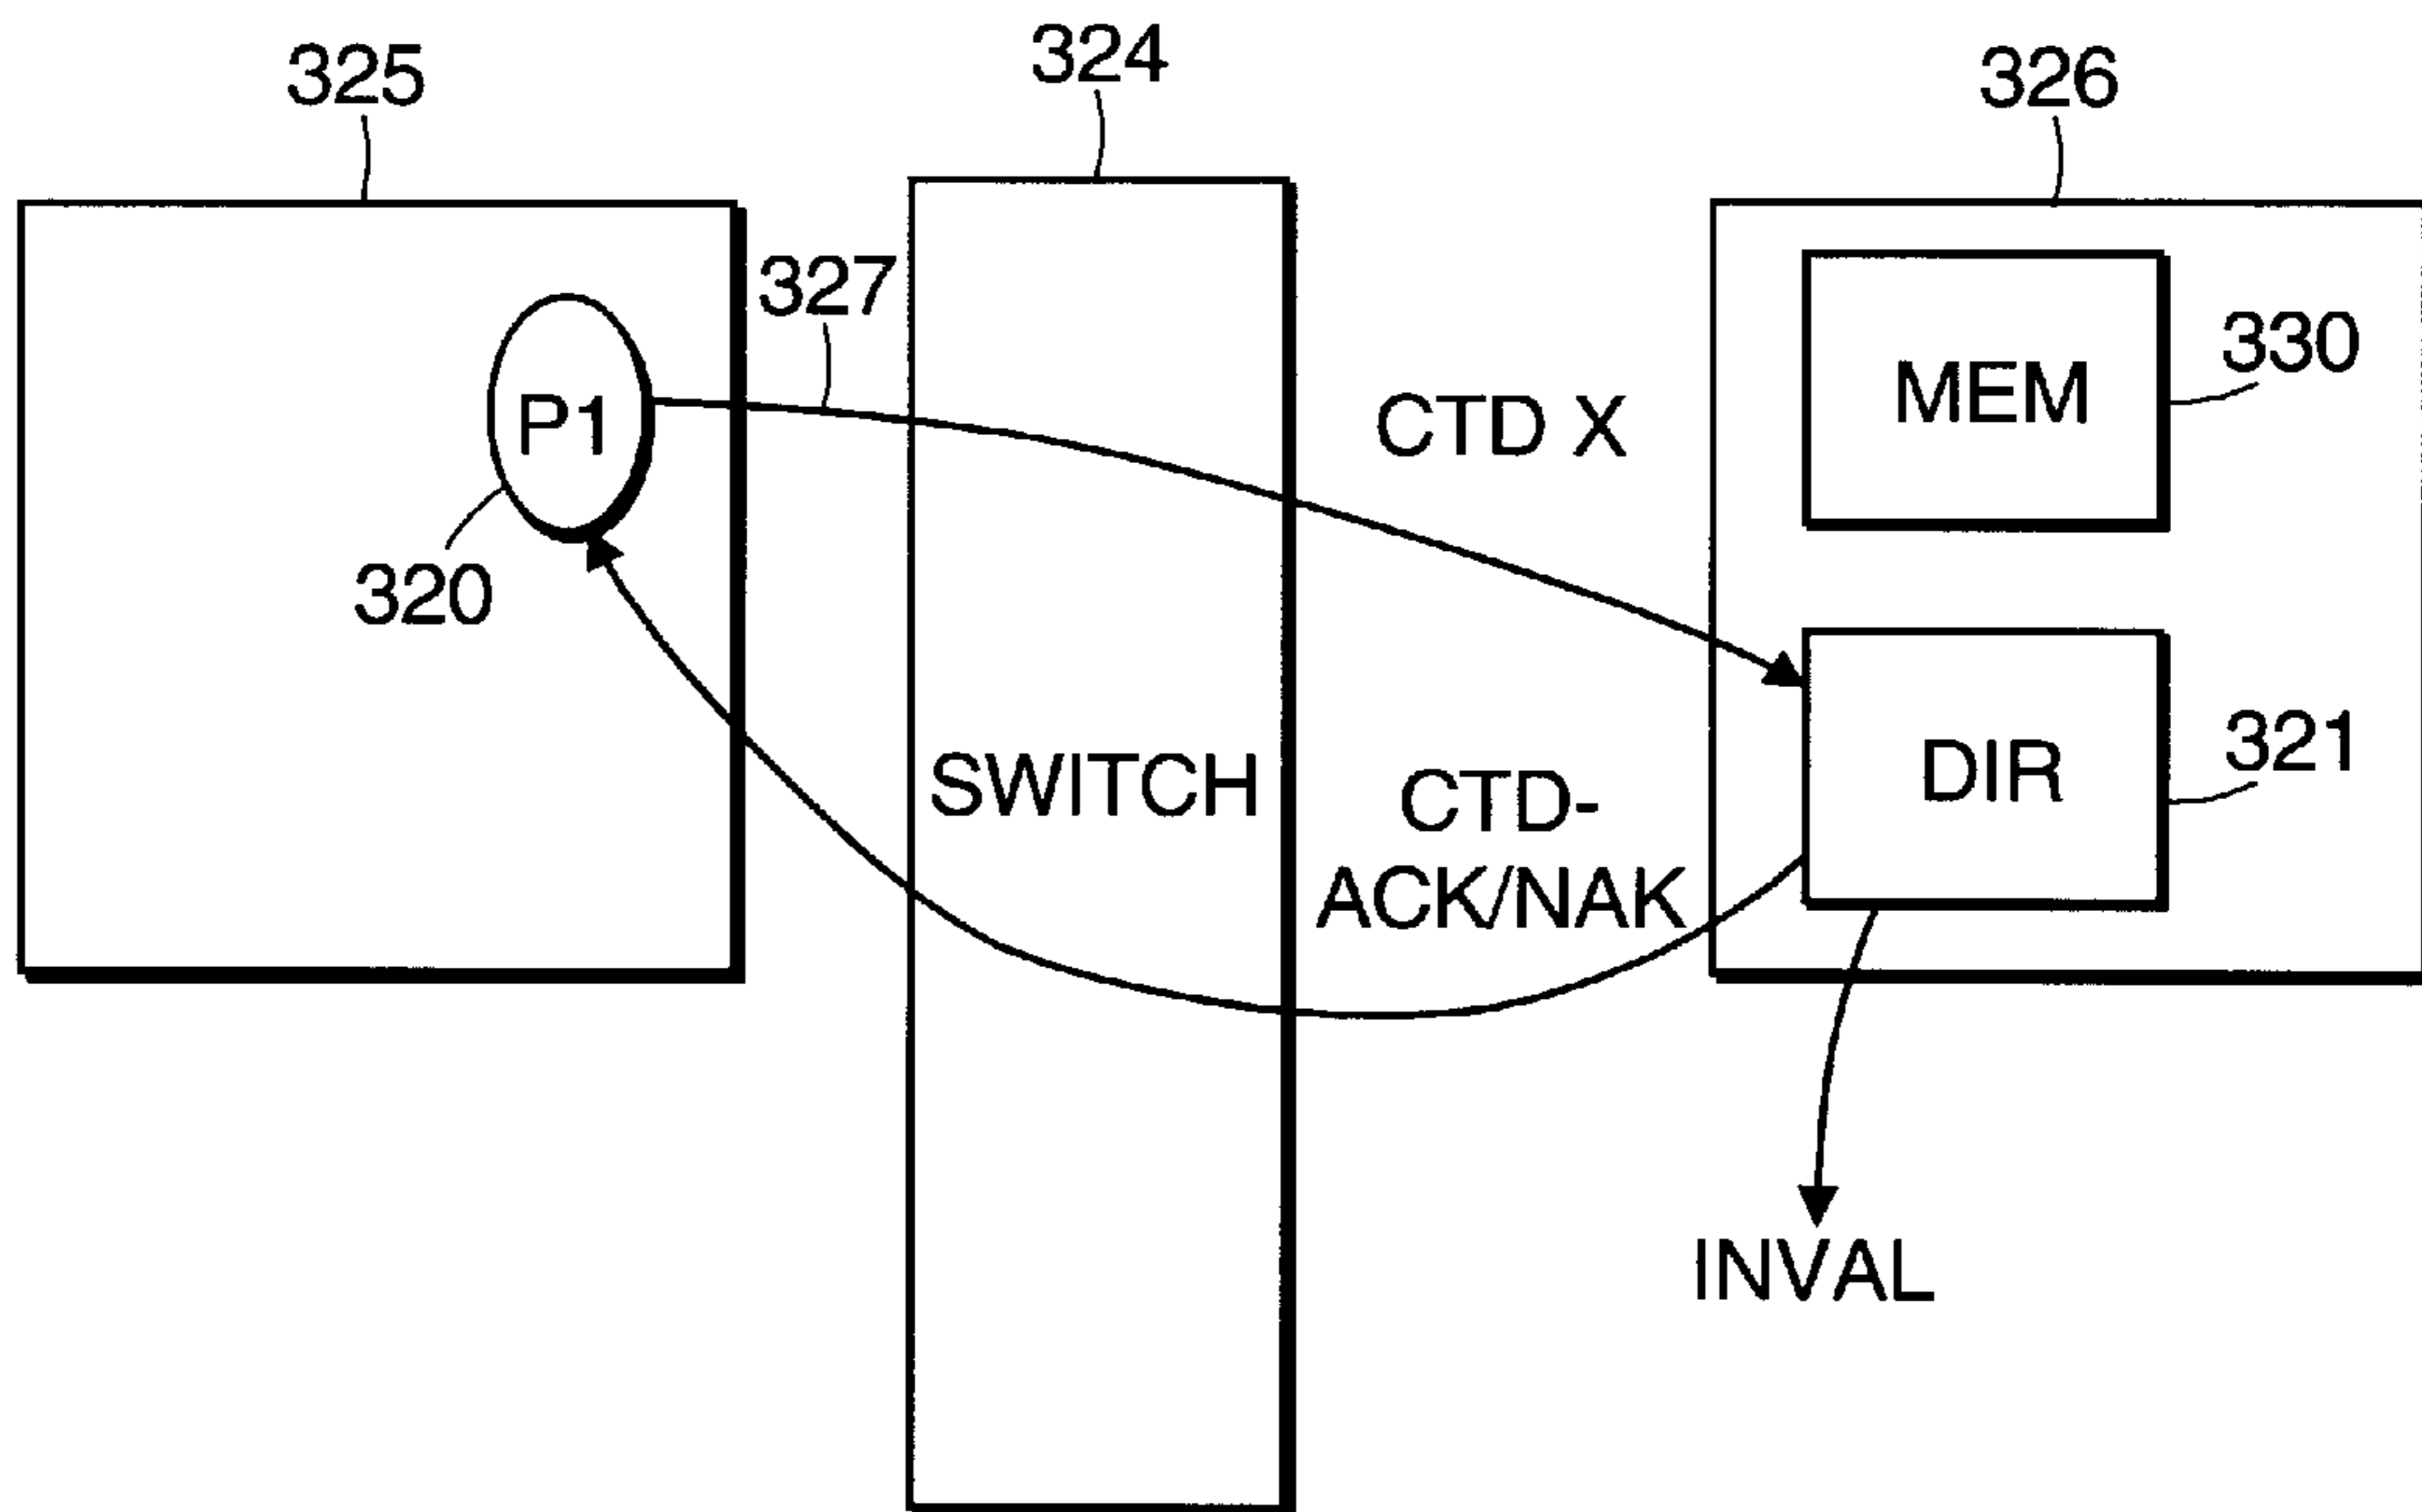 325
324
326
327
330
MEM
CTD X
P1
320
321
DIR
SWITCH
CTD-
ACK/NAK
INVAL